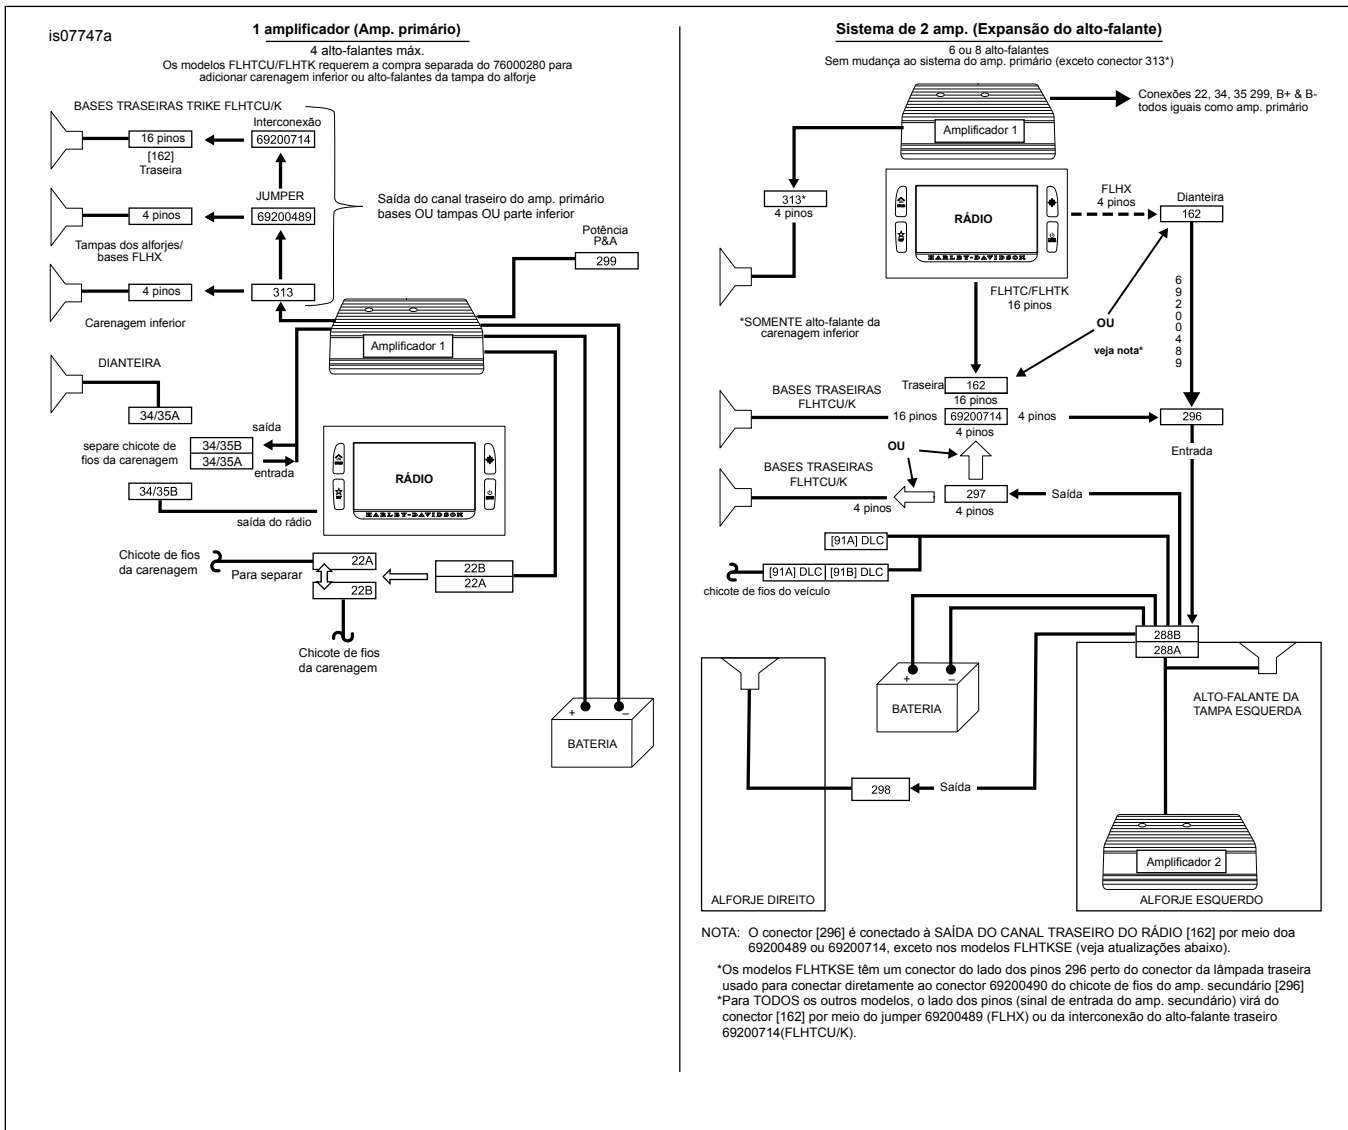 is07747a
1 amplificador (Amp. primário)
4 alto-falantes máx.
Os modelos FLHTCU/FLHTK requerem a compra separada do 76000280 para
adicionar carenagem inferior ou alto-falantes da tampa do alforje
BASES TRASEIRAS TRIKE FLHTCU/K
Interconexão
16 pinos
69200714
[162]
Traseira
JUMPER
4 pinos
69200489
Tampas dos alforjes/
bases FLHX
4 pinos
313
Carenagem inferior
Saída do canal traseiro do amp. primário
bases OU tampas OU parte inferior
Potência
P&A
299
Amplificador 1
DIANTEIRA
34/35A
saída
separe chicote de
fios da carenagem
34/35B
34/35A
entrada
34/35B
saída do rádio
RÁDIO
HARLEY-DAVIDSON
Chicote de fios
da carenagem
22A
Para separar
22B
22B
22A
Chicote de fios
da carenagem
+ –
BATERIA
Sistema de 2 amp. (Expansão do alto-falante)
6 ou 8 alto-falantes
Sem mudança ao sistema do amp. primário (exceto conector 313*)
Conexões 22, 34, 35 299, B+ & B-
todos iguais como amp. primário
Amplificador 1
313*
4 pinos
RÁDIO
HARLEY-DAVIDSON
FLHX
4 pinos
Dianteira
162
FLHTC/FLHTK
16 pinos
*SOMENTE alto-falante da
carenagem inferior
OU
veja nota*
69200489
Traseira
162
16 pinos
BASES TRASEIRAS
FLHTCU/K
16 pinos
69200714
4 pinos
4 pinos
296
Entrada
OU
BASES TRASEIRAS
FLHTCU/K
4 pinos
297
4 pinos
Saída
[91A] DLC
[91A] DLC
[91B] DLC
chicote de fios do veículo
288B
288A
+ –
BATERIA
ALTO-FALANTE DA
TAMPA ESQUERDA
298
Saída
Amplificador 2
ALFORJE DIREITO
ALFORJE ESQUERDO
NOTA: O conector [296] é conectado à SAÍDA DO CANAL TRASEIRO DO RÁDIO [162] por meio doa
69200489 ou 69200714, exceto nos modelos FLHTKSE (veja atualizações abaixo).
*Os modelos FLHTKSE têm um conector do lado dos pinos 296 perto do conector da lâmpada traseira
usado para conectar diretamente ao conector 69200490 do chicote de fios do amp. secundário [296]
*Para TODOS os outros modelos, o lado dos pinos (sinal de entrada do amp. secundário) virá do
conector [162] por meio do jumper 69200489 (FLHX) ou da interconexão do alto-falante traseiro
69200714(FLHTCU/K).